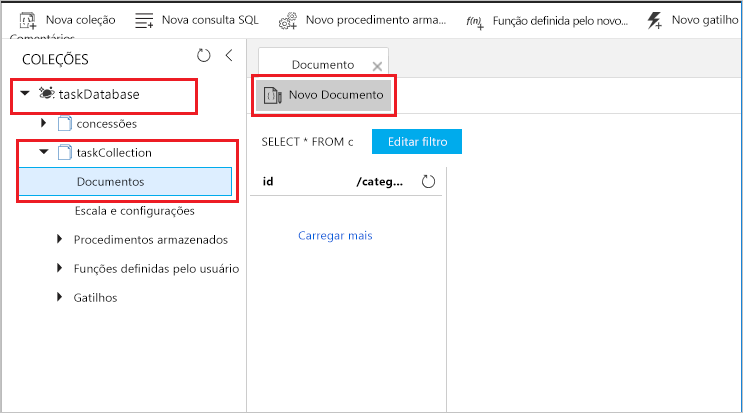 Nova coleção Nova consulta SQL Novo procedimento arma... f(n) Função definida pelo novo... Novo gatilho
Comentários
COLEÇÕES
Documento
taskDatabase
Novo Documento
concessões
SELECT * FROM c Editar filtro
taskCollection
Documentos
id /categ...
Escala e configurações
Carregar mais
Procedimentos armazenados
Funções definidas pelo usuário
Gatilhos